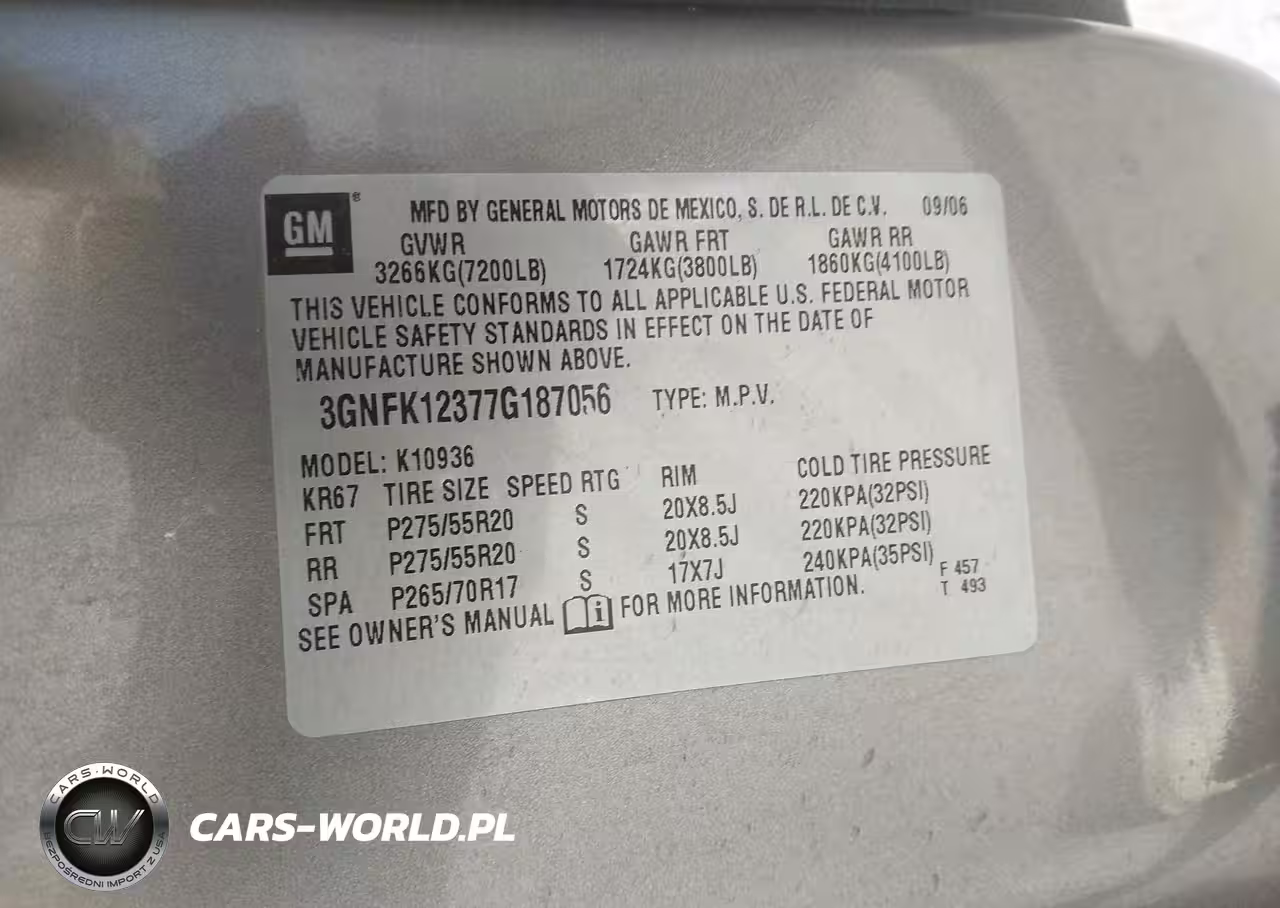 GM ® MFD BY GENERAL MOTORS DE MEXICO, S. DE R.L. DE C.V. 09/06
GVWR GAWR FRT GAWR RR
3266KG(7200LB) 1724KG(3800LB) 1860KG(4100LB)
THIS VEHICLE CONFORMS TO ALL APPLICABLE U.S. FEDERAL MOTOR
VEHICLE SAFETY STANDARDS IN EFFECT ON THE DATE OF
MANUFACTURE SHOWN ABOVE.
3GNFK12377G187056 TYPE: M.P.V.
MODEL: K10936
KR67 TIRE SIZE SPEED RTG RIM COLD TIRE PRESSURE
FRT P275/55R20 S 20X8.5J 220KPA(32PSI)
RR P275/55R20 S 20X8.5J 220KPA(32PSI)
SPA P265/70R17 S 17X7J 240KPA(35PSI)
SEE OWNER'S MANUAL i FOR MORE INFORMATION.
F 457
T 493
CARS-WORLD
CW
BEZPOŚREDNI IMPORT Z USA
CARS-WORLD.PL